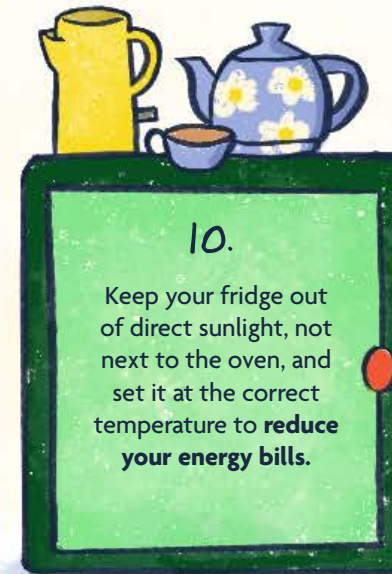 10.
Keep your fridge out
of direct sunlight, not
next to the oven, and
set it at the correct
temperature to reduce
your energy bills.